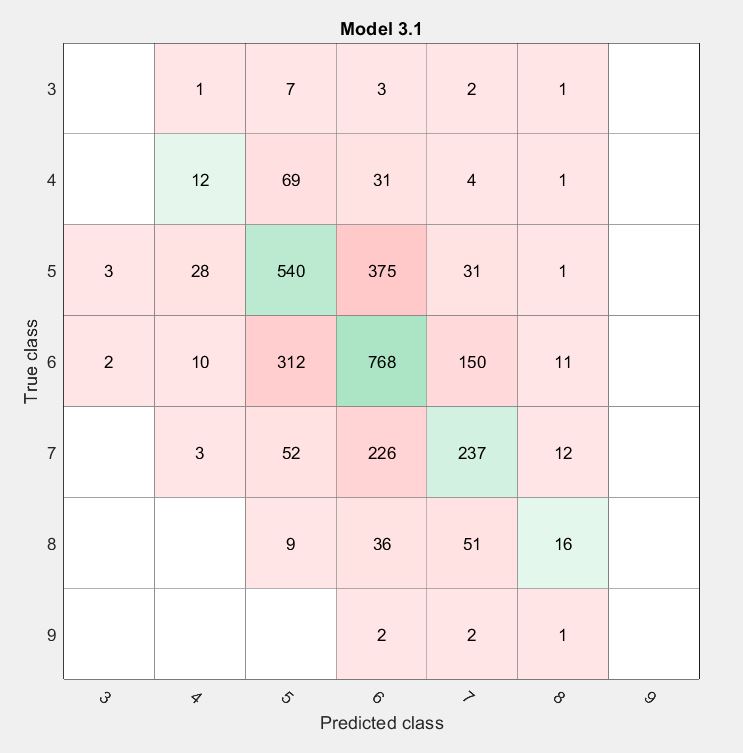 Model 3.1
3 1 7 3 2 1
4 12 69 31 4 1
5 3 28 540 375 31 1
6 2 10 312 768 150 11
7 3 52 226 237 12
8 9 36 51 16
9 2 2 1
True class
3 4 5 6 7 8 9
Predicted class